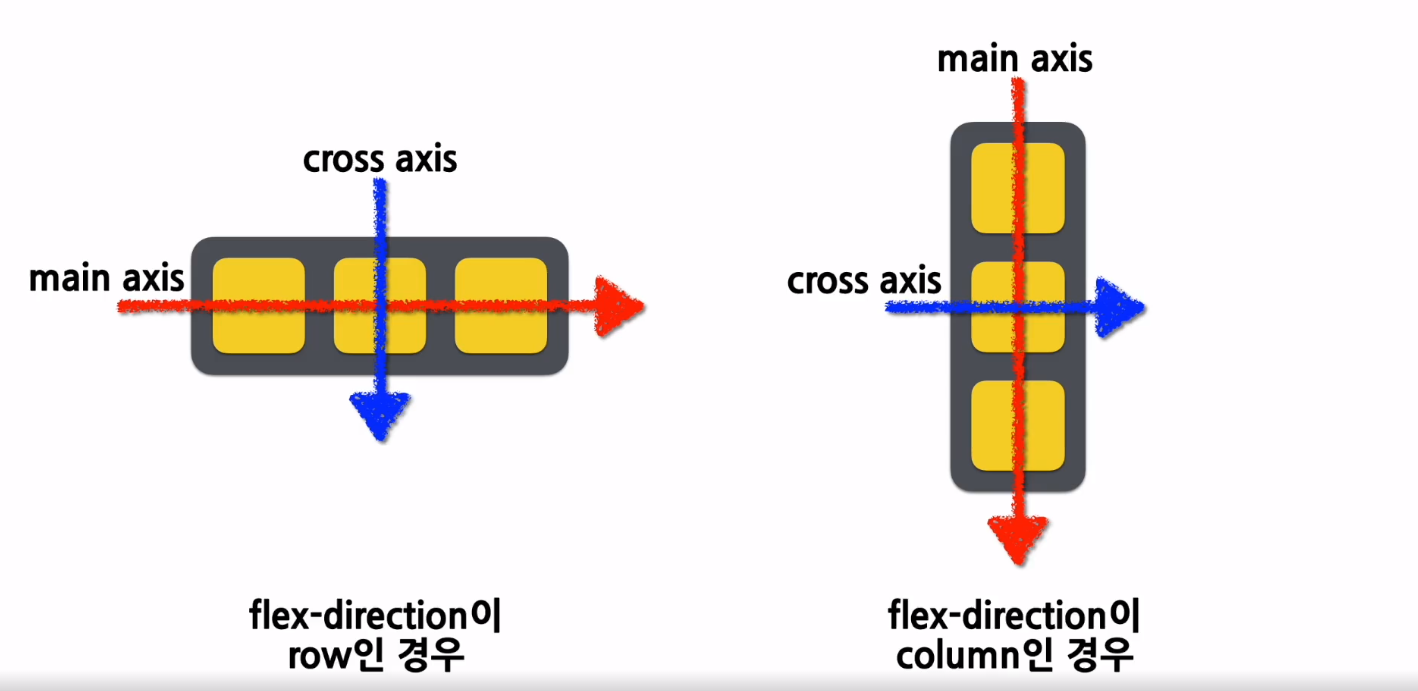 cross axis
main axis
flex-direction이
row인 경우
main axis
cross axis
flex-direction이
column인 경우